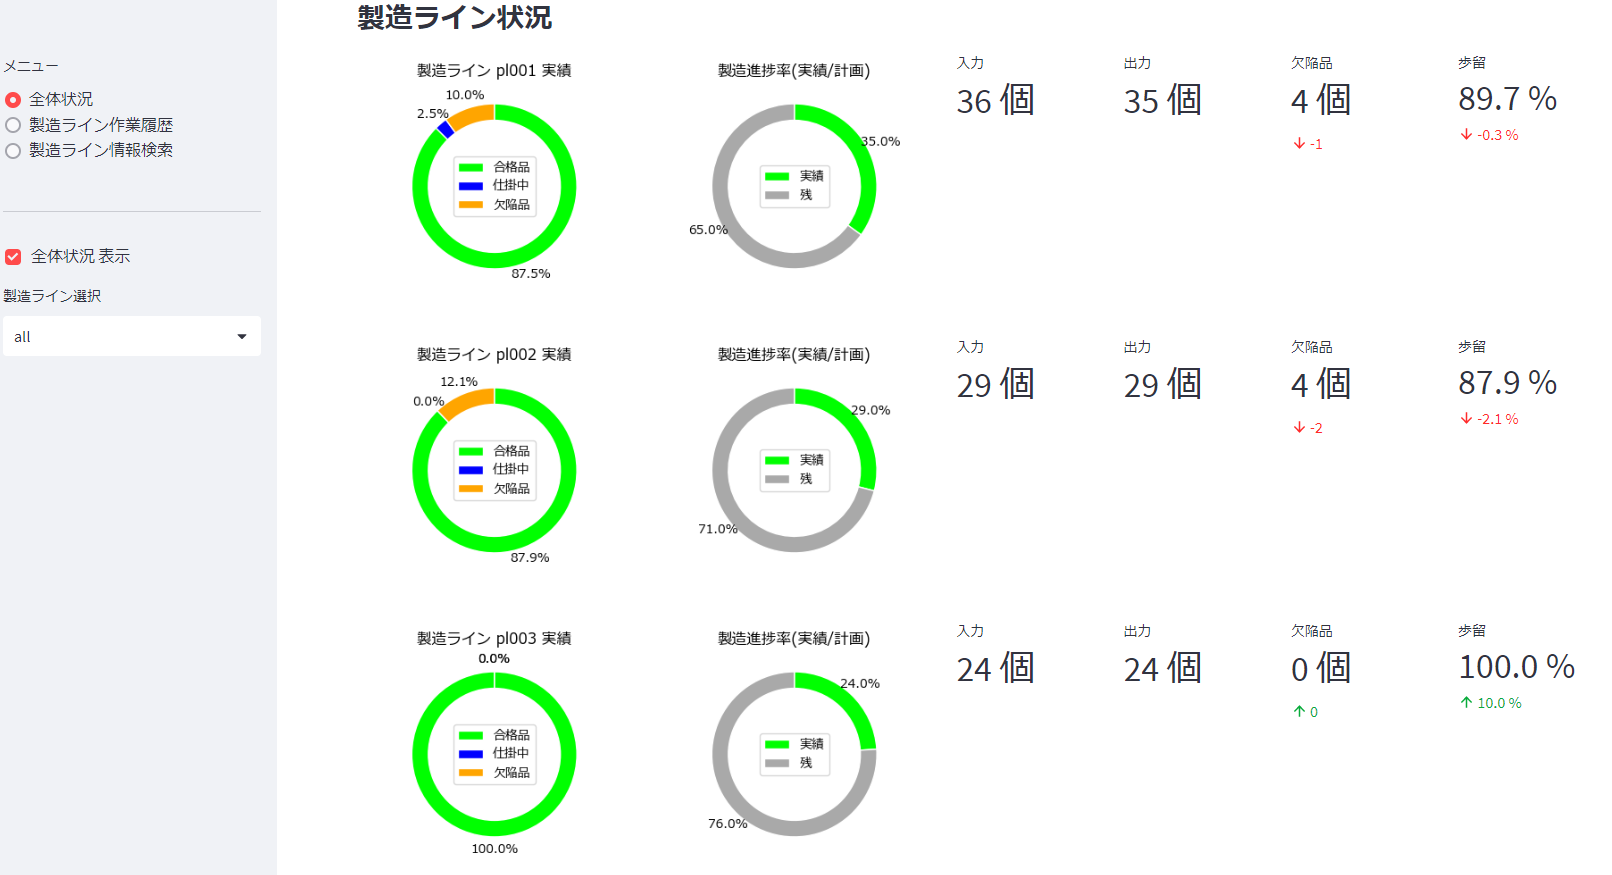 製造ライン状況
メニュー
全体状況
製造ライン作業履歴
製造ライン情報検索
全体状況 表示
製造ライン選択
all
製造ライン pl001 実績
10.0%
2.5%
合格品
仕掛中
欠陥品
87.5%
製造進捗率(実績/計画)
35.0%
実績
残
65.0%
入力
36 個
出力
35 個
欠陥品
4 個
-1
歩留
89.7 %
-0.3 %
製造ライン pl002 実績
12.1%
0.0%
合格品
仕掛中
欠陥品
87.9%
製造進捗率(実績/計画)
29.0%
実績
残
71.0%
入力
29 個
出力
29 個
欠陥品
4 個
-2
歩留
87.9 %
-2.1 %
製造ライン pl003 実績
0.0%
合格品
仕掛中
欠陥品
100.0%
製造進捗率(実績/計画)
24.0%
実績
残
76.0%
入力
24 個
出力
24 個
欠陥品
0 個
0
歩留
100.0 %
10.0 %